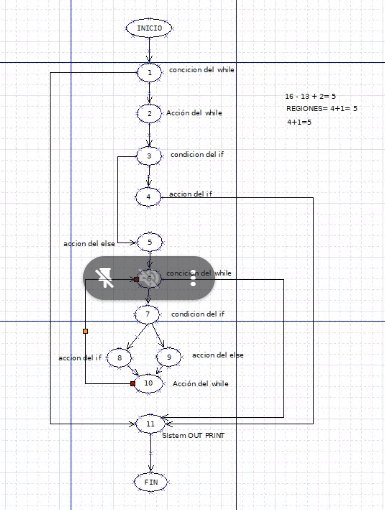 INICIO
1 concicion del while
16 - 13 + 2= 5
REGIONES= 4+1= 5
2 Acción del while
4+1=5
3 condicion del if
4 accion del if
accion del else 5
concicion del while
7 condicion del if
accion del if 8 9 accion del else
10 Acción del while
11
Sistem OUT PRINT
FIN